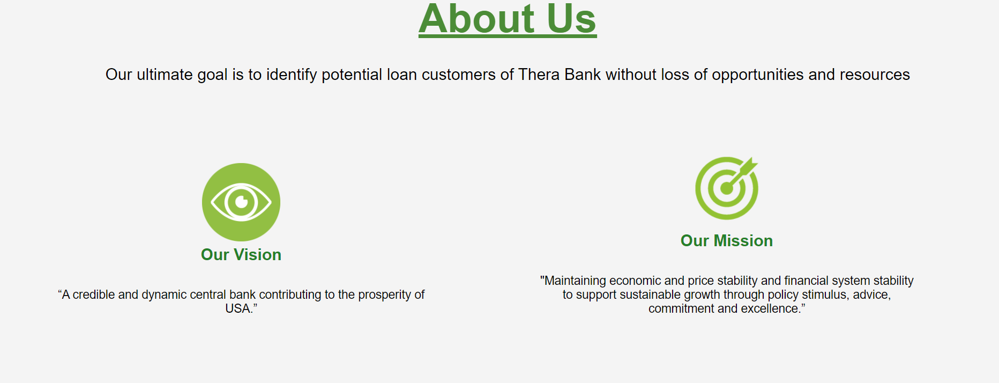 About Us
Our ultimate goal is to identify potential loan customers of Thera Bank without loss of opportunities and resources
Our Vision
“A credible and dynamic central bank contributing to the prosperity of
USA.”
Our Mission
"Maintaining economic and price stability and financial system stability
to support sustainable growth through policy stimulus, advice,
commitment and excellence.”